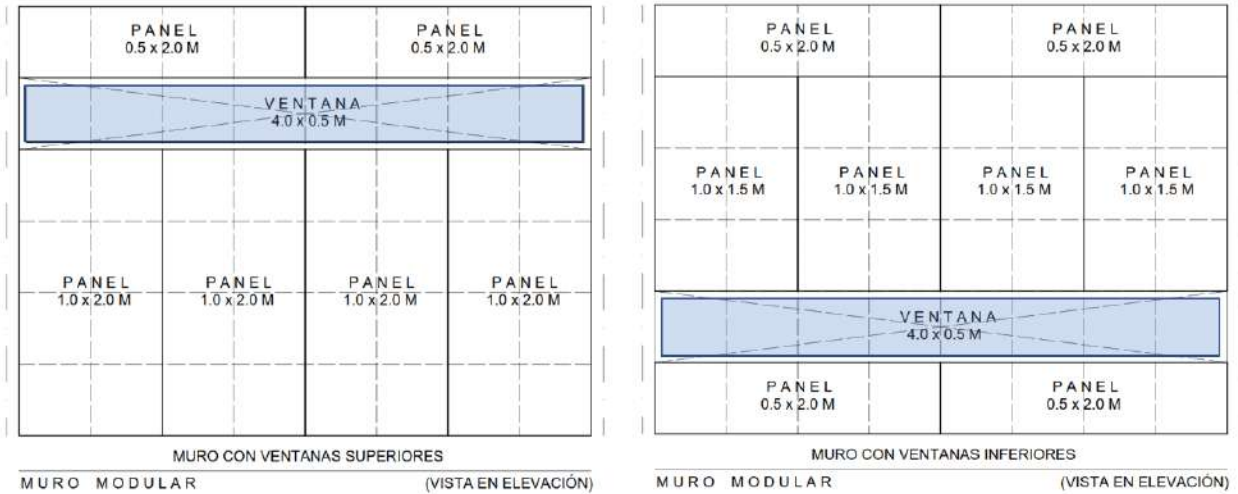 PANEL
0.5 x 2.0 M
PANEL
0.5 x 2.0 M
VENTANA
4.0 x 0.5 M
PANEL
1.0 x 2.0 M
PANEL
1.0 x 2.0 M
PANEL
1.0 x 2.0 M
PANEL
1.0 x 2.0 M
MURO CON VENTANAS SUPERIORES
MURO MODULAR
(VISTA EN ELEVACIÓN)
PANEL
0.5 x 2.0 M
PANEL
0.5 x 2.0 M
PANEL
1.0 x 1.5 M
PANEL
1.0 x 1.5 M
PANEL
1.0 x 1.5 M
PANEL
1.0 x 1.5 M
VENTANA
4.0 x 0.5 M
PANEL
0.5 x 2.0 M
PANEL
0.5 x 2.0 M
MURO CON VENTANAS INFERIORES
MURO MODULAR
(VISTA EN ELEVACIÓN)